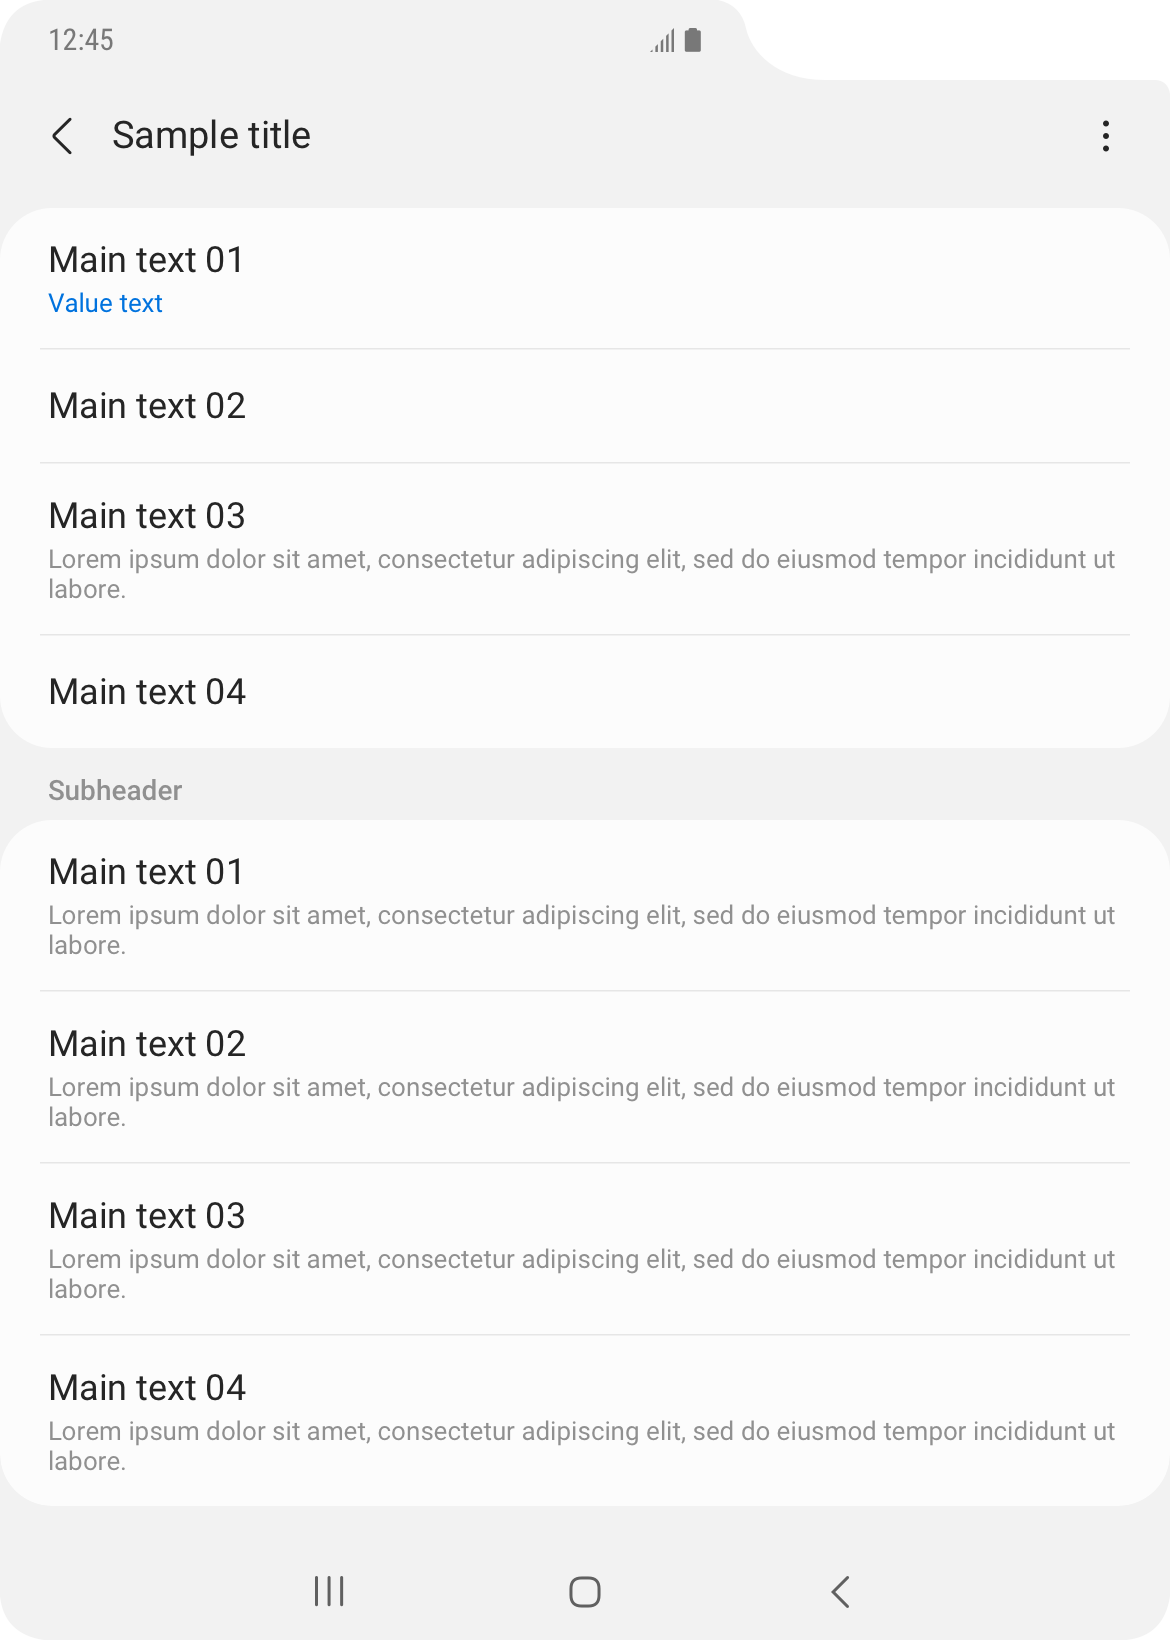 12:45
Sample title
Main text 01
Value text
Main text 02
Main text 03
Lorem ipsum dolor sit amet, consectetur adipiscing elit, sed do eiusmod tempor incididunt ut
labore.
Main text 04
Subheader
Main text 01
Lorem ipsum dolor sit amet, consectetur adipiscing elit, sed do eiusmod tempor incididunt ut
labore.
Main text 02
Lorem ipsum dolor sit amet, consectetur adipiscing elit, sed do eiusmod tempor incididunt ut
labore.
Main text 03
Lorem ipsum dolor sit amet, consectetur adipiscing elit, sed do eiusmod tempor incididunt ut
labore.
Main text 04
Lorem ipsum dolor sit amet, consectetur adipiscing elit, sed do eiusmod tempor incididunt ut
labore.